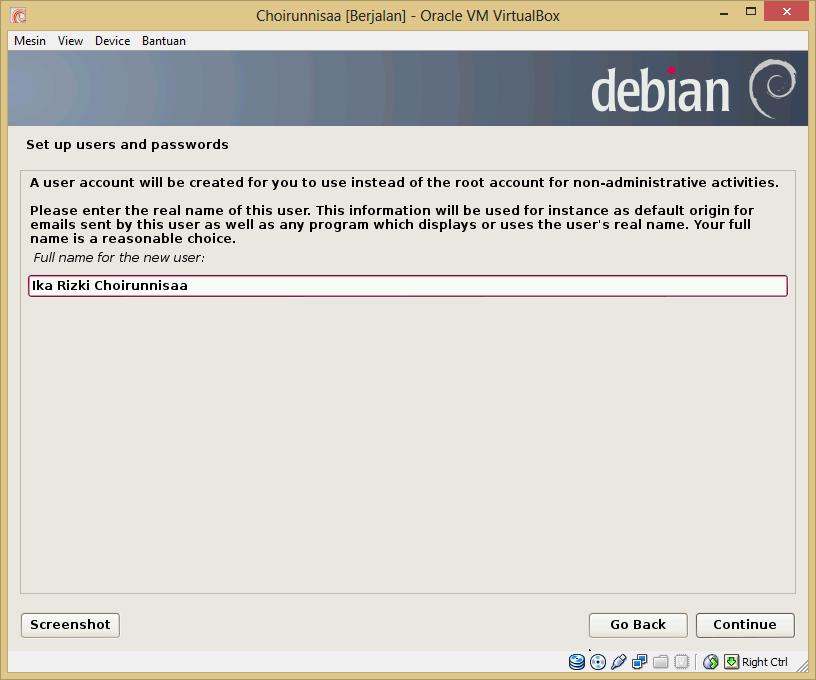 Choirunnisaa [Berjalan] - Oracle VM VirtualBox
Mesin View Device Bantuan
debian
Set up users and passwords
A user account will be created for you to use instead of the root account for non-administrative activities.
Please enter the real name of this user. This information will be used for instance as default origin for
emails sent by this user as well as any program which displays or uses the user's real name. Your full
name is a reasonable choice.
Full name for the new user:
Ika Rizki Choirunnisaa
Screenshot Go Back Continue
Right Ctrl